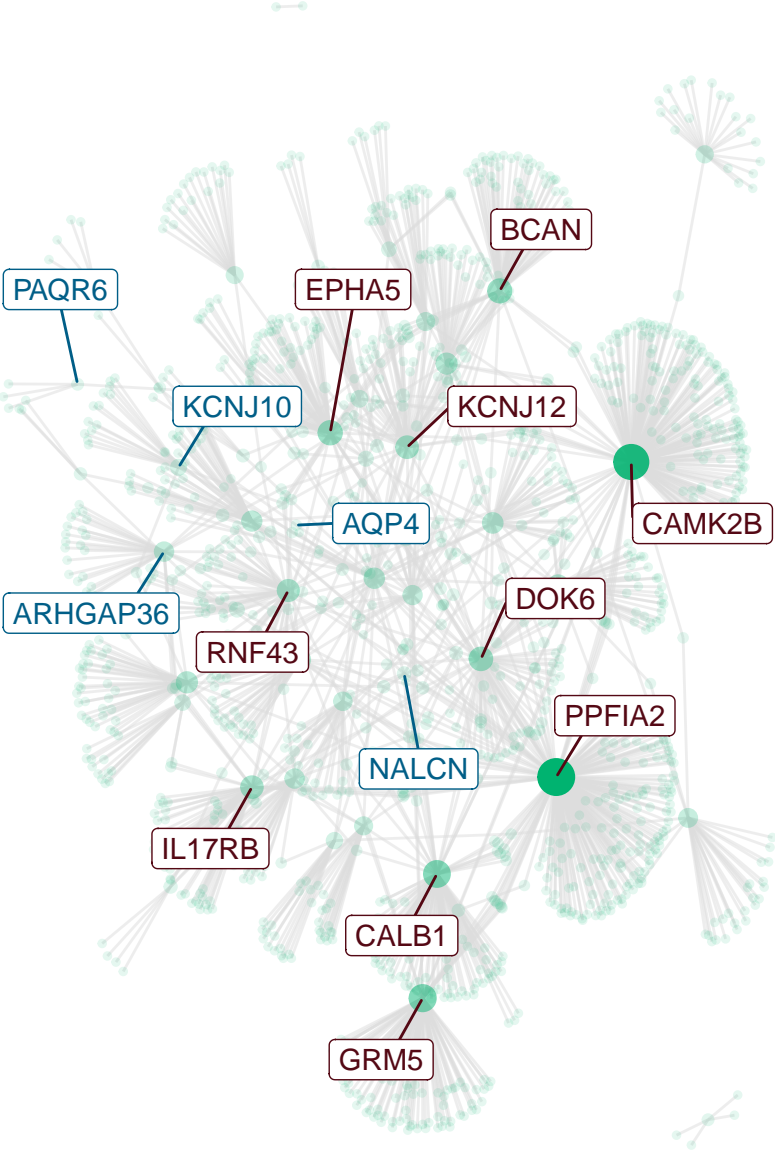 BCAN
PAQR6
EPHA5
KCNJ10
KCNJ12
AQP4
CAMK2B
ARHGAP36
DOK6
RNF43
PPFIA2
NALCN
IL17RB
CALB1
GRM5